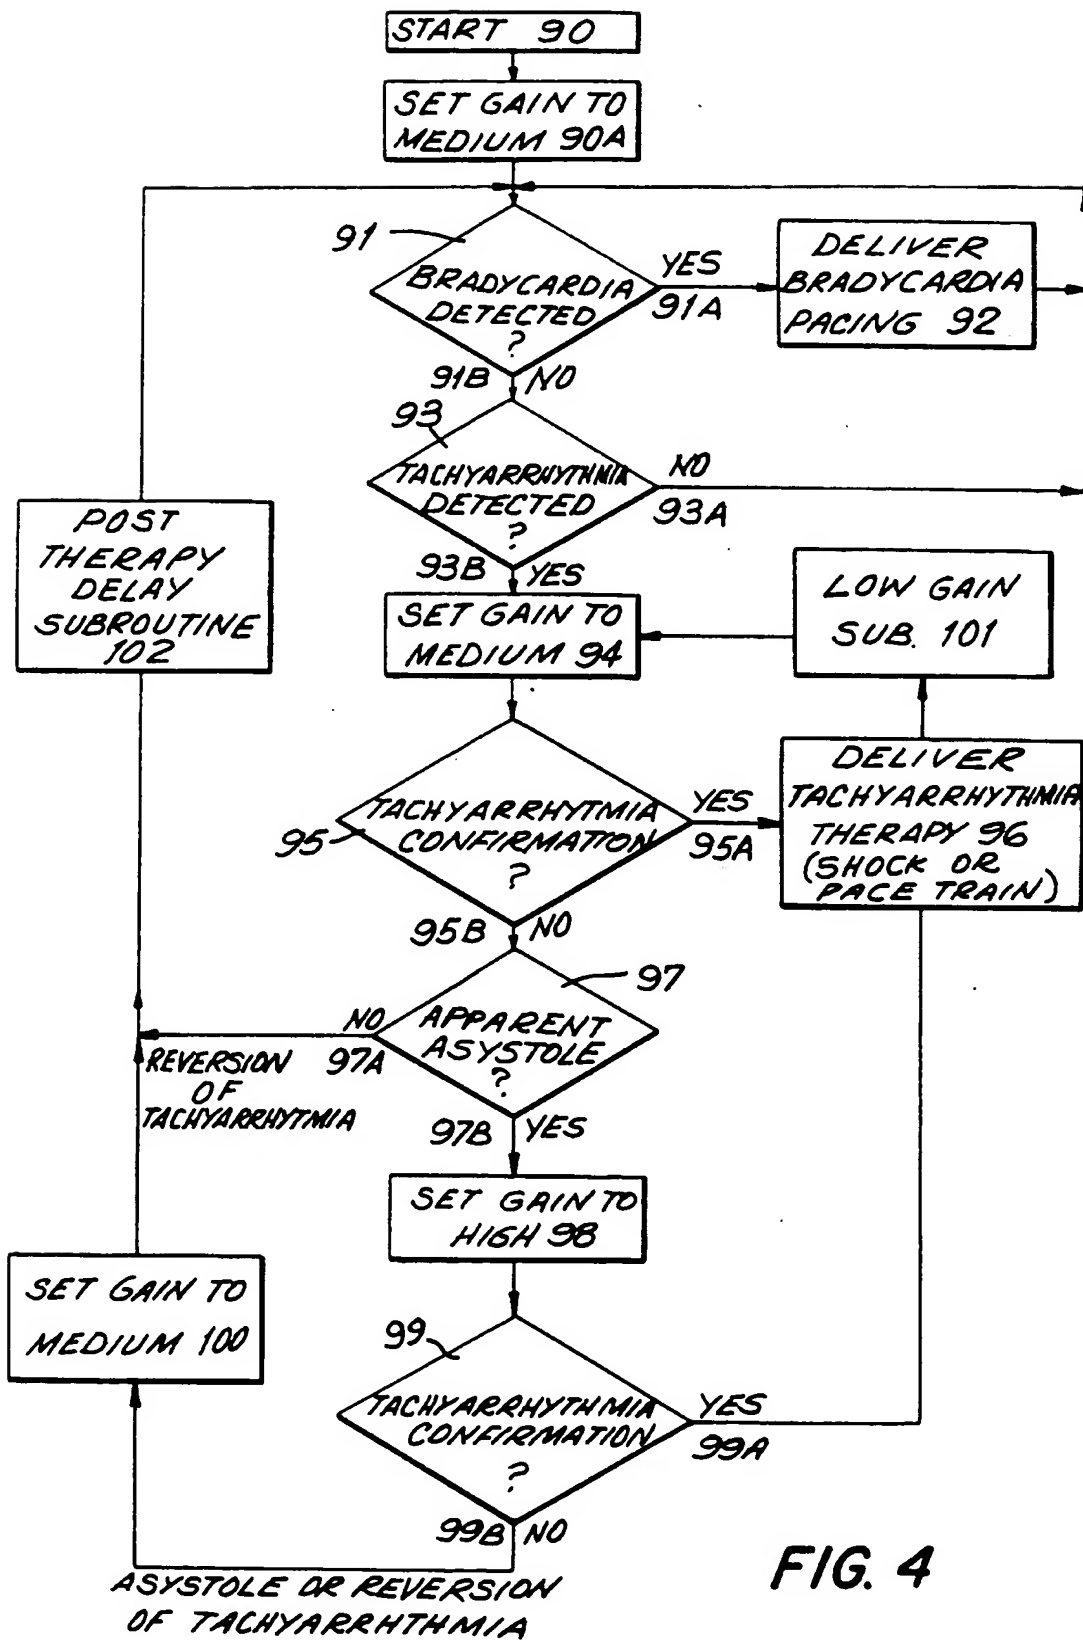 START 90
SET GAIN TO
MEDIUM 90A
91
BRADYCARDIA
DETECTED
?
YES
91A
DELIVER
BRADYCARDIA
PACING 92
91B NO
93
TACHYARRHYTHMIA
DETECTED
?
NO
93A
93B YES
POST
THERAPY
DELAY
SUBROUTINE
102
SET GAIN TO
MEDIUM 94
LOW GAIN
SUB. 101
95
TACHYARRHYTMIA
CONFIRMATION
?
YES
95A
DELIVER
TACHYARRHYTHMIA
THERAPY 96
(SHOCK OR
PACE TRAIN)
95B NO
97
APPARENT
ASYSTOLE
?
NO
97A
REVERSION
OF
TACHYARRHYTMIA
97B YES
SET GAIN TO
HIGH 98
SET GAIN TO
MEDIUM 100
99
TACHYARRHYTHMIA
CONFIRMATION
?
YES
99A
99B NO
ASYSTOLE OR REVERSION
OF TACHYARRHTHMIA
FIG. 4